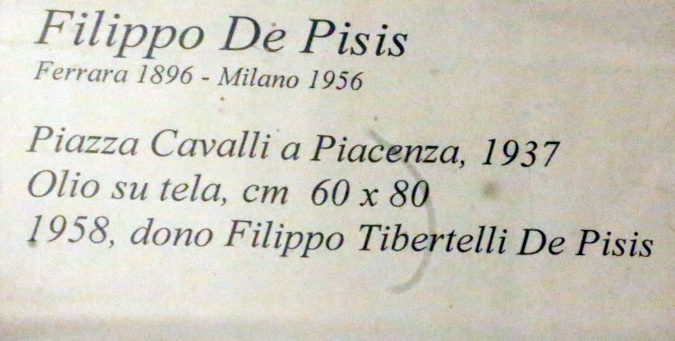 Filippo De Pisis
Ferrara 1896 - Milano 1956
Piazza Cavalli a Piacenza, 1937
Olio su tela, cm 60 x 80
1958, dono Filippo Tibertelli De Pisis